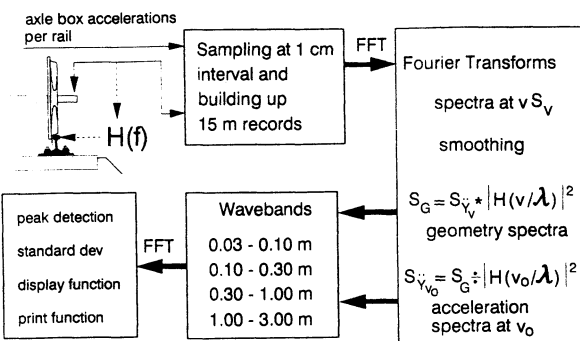 axle box accelerations
per rail
H(f)
Sampling at 1 cm
interval and
building up
15 m records
FFT
Fourier Transforms
spectra at v S_v
smoothing
S_G = S_Ÿv * |H(v/λ)|²
geometry spectra
S_Ÿv₀ = S_G ÷ |H(v₀/λ)|²
acceleration
spectra at v₀
Wavebands
0.03 - 0.10 m
0.10 - 0.30 m
0.30 - 1.00 m
1.00 - 3.00 m
FFT
peak detection
standard dev
display function
print function